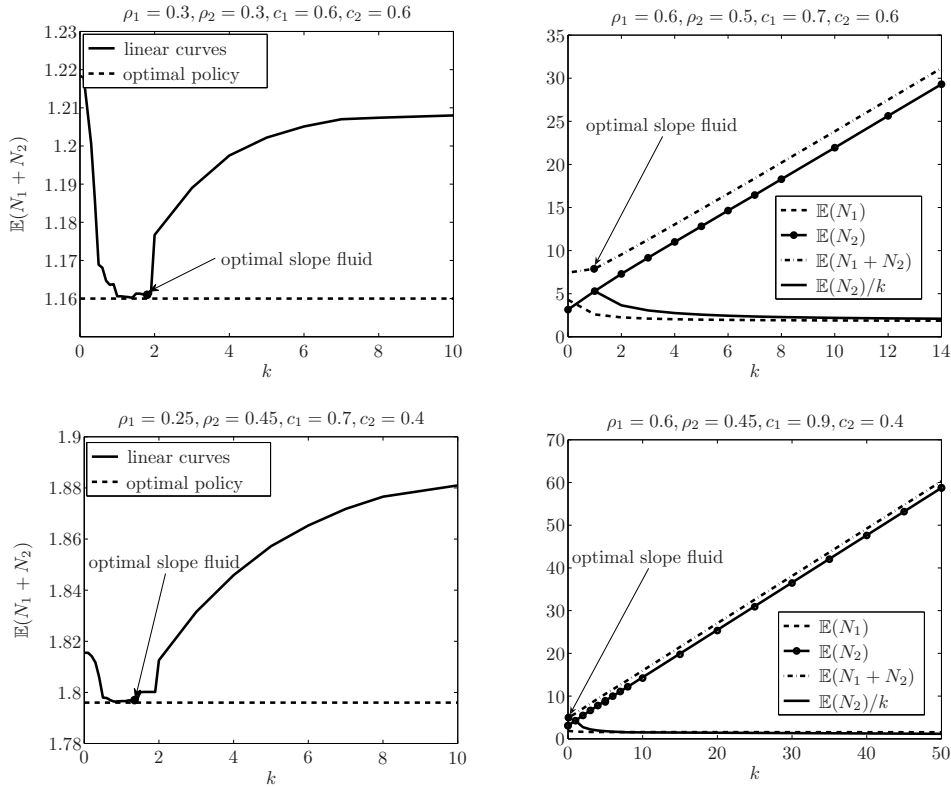 ρ1 = 0.3, ρ2 = 0.3, c1 = 0.6, c2 = 0.6
1.23
1.22
1.21
1.2
1.19
1.18
1.17
1.16
1.15
𝔼(N1 + N2)
linear curves
optimal policy
optimal slope fluid
0 2 4 6 8 10
k
ρ1 = 0.6, ρ2 = 0.5, c1 = 0.7, c2 = 0.6
35
30
25
20
15
10
5
0
optimal slope fluid
𝔼(N1)
𝔼(N2)
𝔼(N1 + N2)
𝔼(N2)/k
0 2 4 6 8 10 12 14
k
ρ1 = 0.25, ρ2 = 0.45, c1 = 0.7, c2 = 0.4
1.9
1.88
1.86
1.84
1.82
1.8
1.78
𝔼(N1 + N2)
linear curves
optimal policy
optimal slope fluid
0 2 4 6 8 10
k
ρ1 = 0.6, ρ2 = 0.45, c1 = 0.9, c2 = 0.4
70
60
50
40
30
20
10
0
optimal slope fluid
𝔼(N1)
𝔼(N2)
𝔼(N1 + N2)
𝔼(N2)/k
0 10 20 30 40 50
k